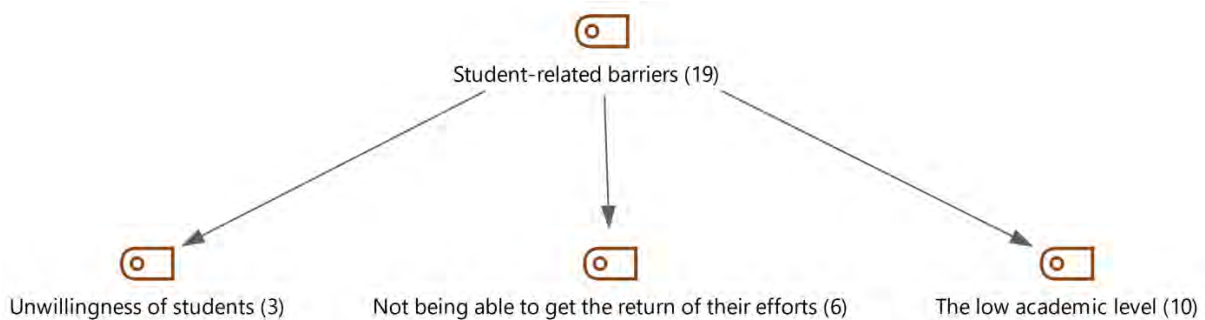 Student-related barriers (19)
Unwillingness of students (3)
Not being able to get the return of their efforts (6)
The low academic level (10)